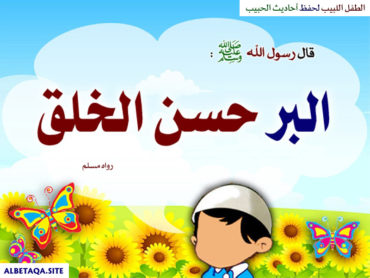 الطفل اللبيب لحفظ أحاديث الحبيب
قال رسول الله ﷺ :
البر حسن الخلق
رواه مسلم
ALBETAQA.SITE